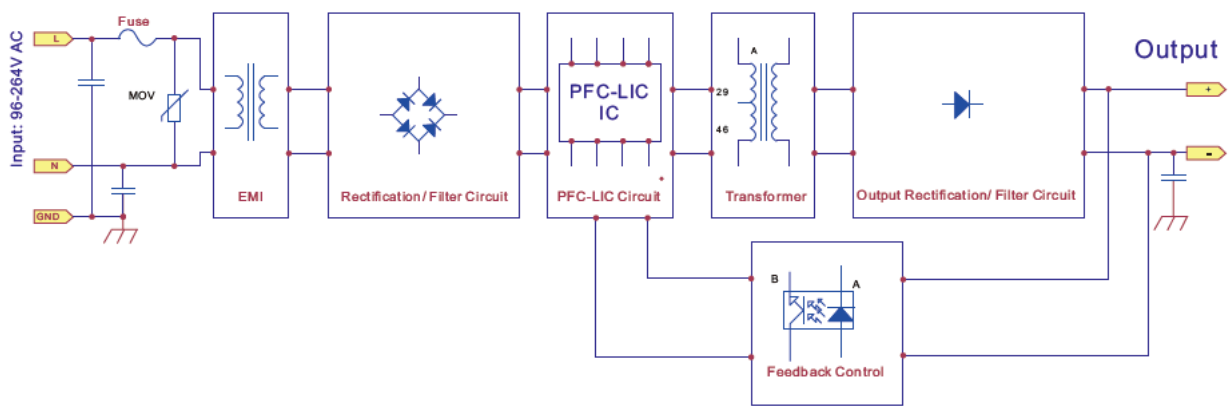 Input: 96-264V AC
L
Fuse
MOV
N
GND
EMI
Rectification/ Filter Circuit
PFC-LIC
IC
PFC-LIC Circuit
A
29
46
Transformer
Output Rectification/ Filter Circuit
Output
+
-
B
A
Feedback Control